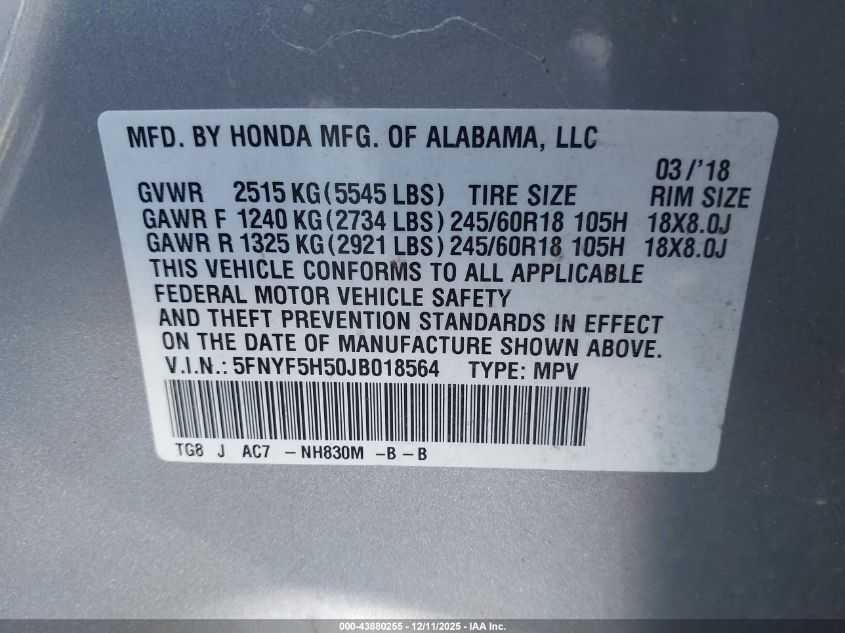 MFD. BY HONDA MFG. OF ALABAMA, LLC
03/'18
GVWR 2515 KG (5545 LBS) TIRE SIZE RIM SIZE
GAWR F 1240 KG (2734 LBS) 245/60R18 105H 18X8.0J
GAWR R 1325 KG (2921 LBS) 245/60R18 105H 18X8.0J
THIS VEHICLE CONFORMS TO ALL APPLICABLE
FEDERAL MOTOR VEHICLE SAFETY
AND THEFT PREVENTION STANDARDS IN EFFECT
ON THE DATE OF MANUFACTURE SHOWN ABOVE.
V.I.N.: 5FNYF5H50JB018564 TYPE: MPV
TG8 J AC7 - NH830M - B - B
000-43880255 - 12/11/2025 - IAA Inc.